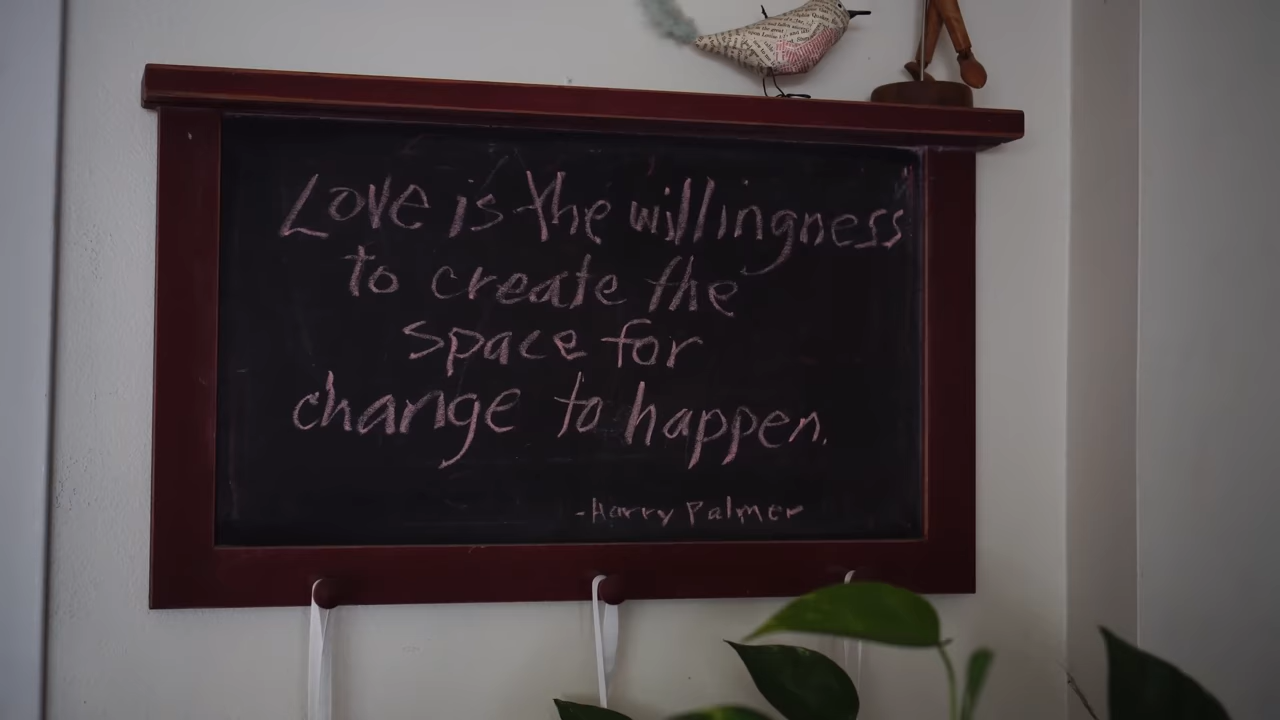 Love is the willingness
to create the
space for
change to happen.
-Harry Palmer